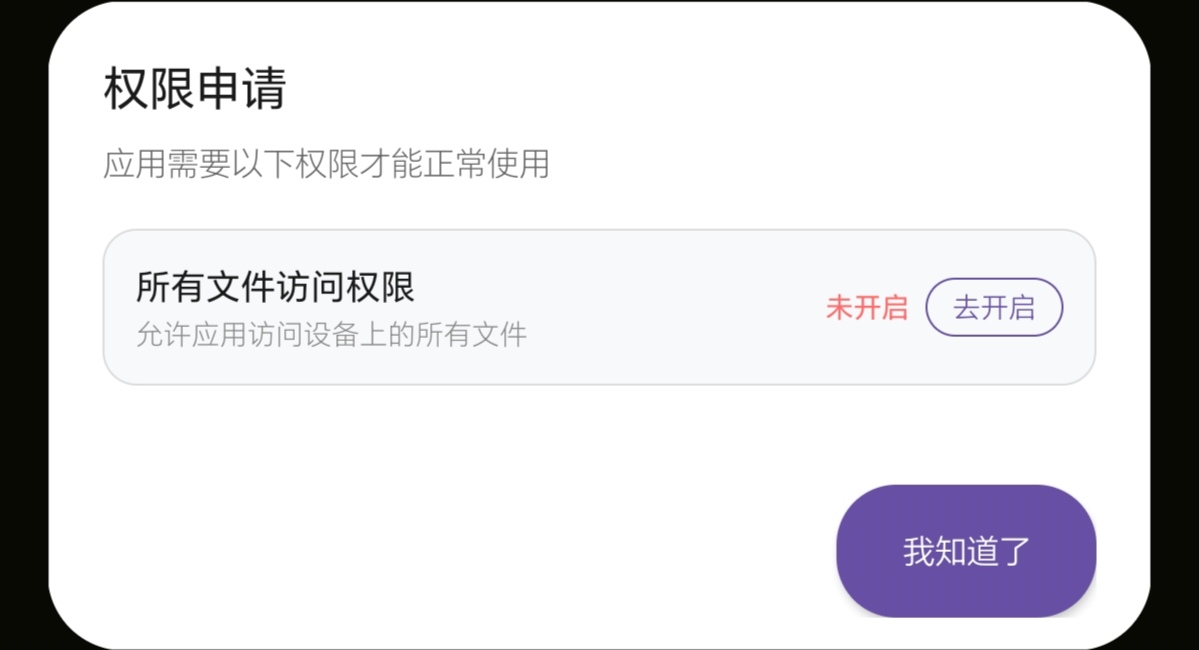 权限申请
应用需要以下权限才能正常使用
所有文件访问权限
允许应用访问设备上的所有文件
未开启
去开启
我知道了